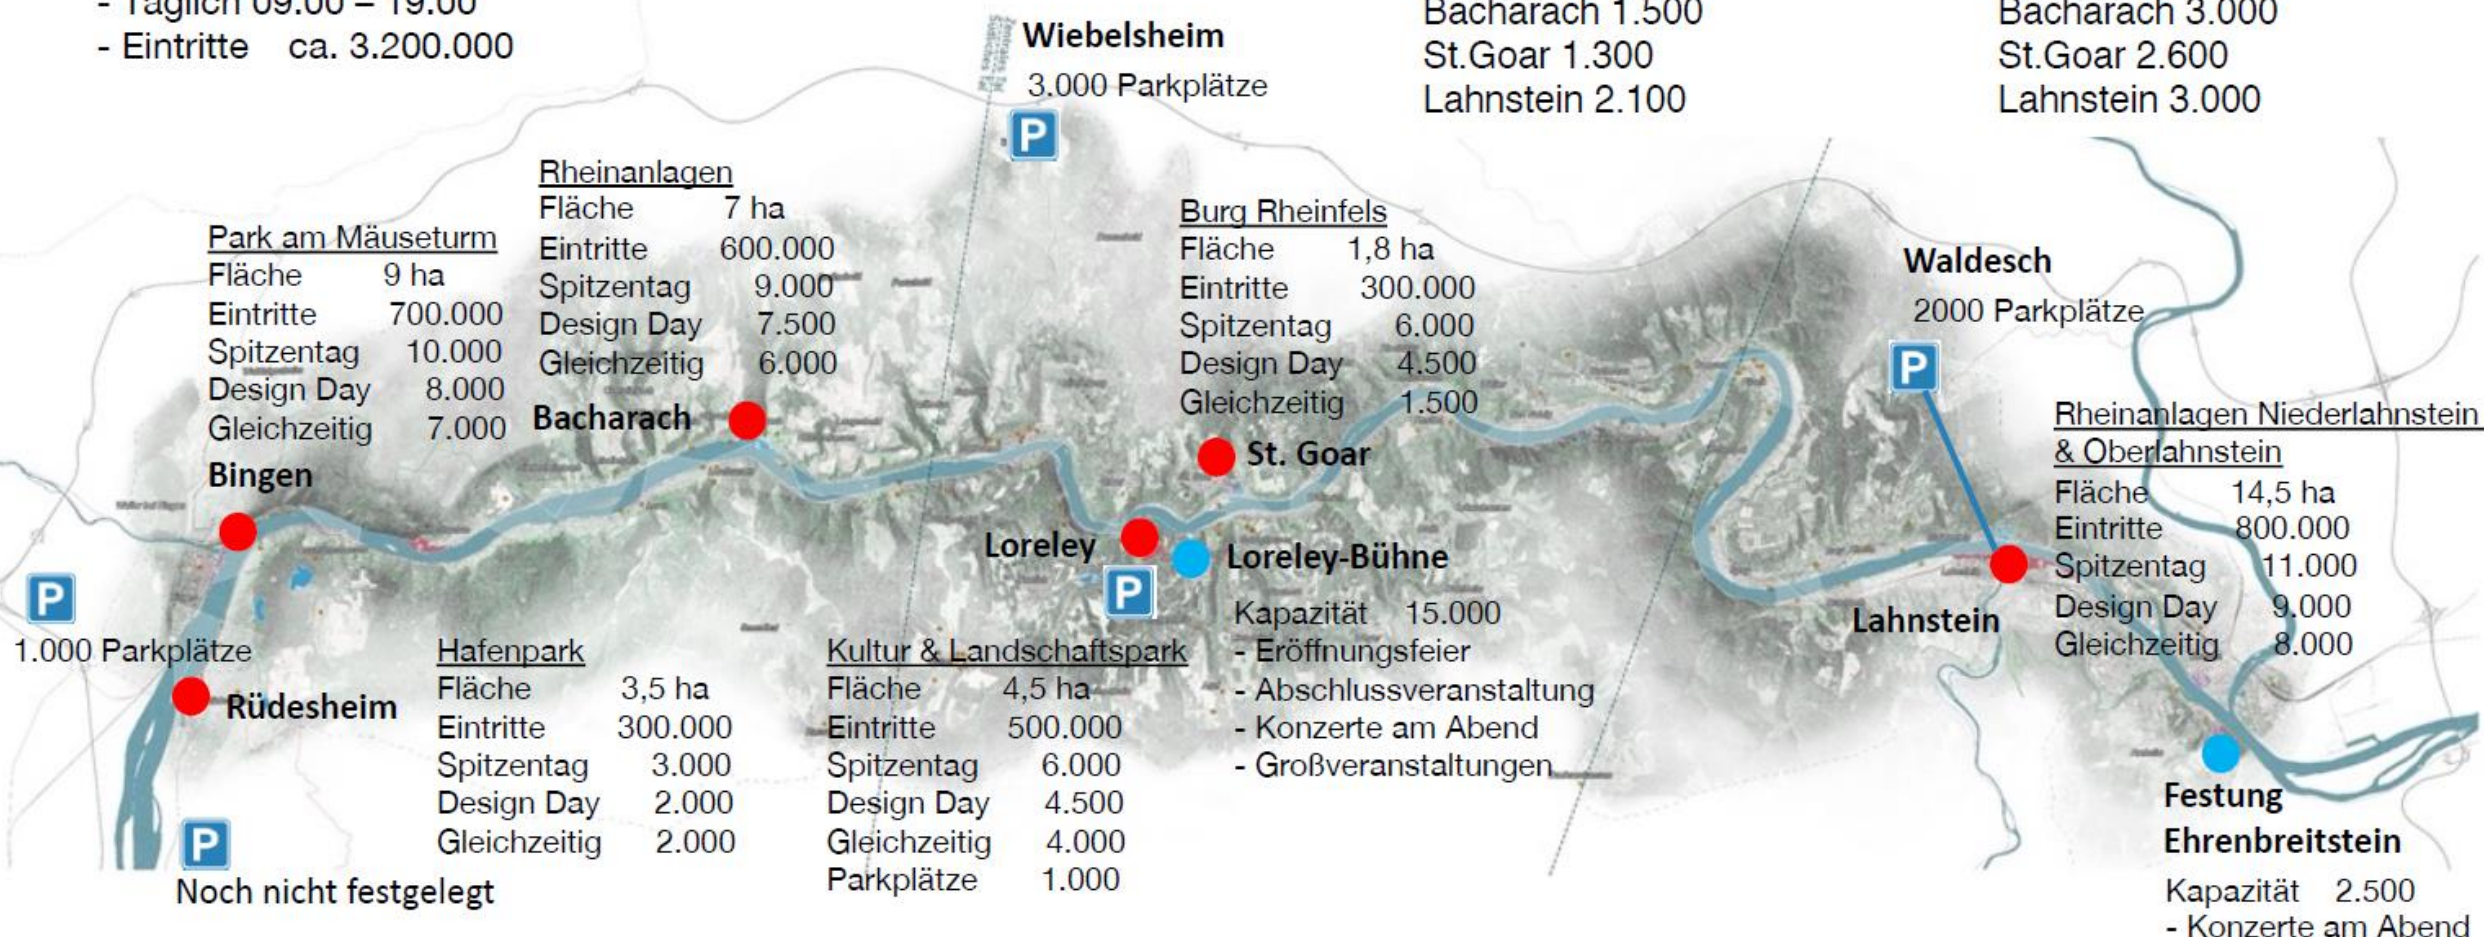 - Täglich 09.00 – 19.00
- Eintritte ca. 3.200.000
Bacharach 1.500
St.Goar 1.300
Lahnstein 2.100
Bacharach 3.000
St.Goar 2.600
Lahnstein 3.000
Wiebelsheim
3.000 Parkplätze
P
Rheinanlagen
Fläche 7 ha
Eintritte 600.000
Spitzentag 9.000
Design Day 7.500
Gleichzeitig 6.000
Bacharach
Park am Mäuseturm
Fläche 9 ha
Eintritte 700.000
Spitzentag 10.000
Design Day 8.000
Gleichzeitig 7.000
Bingen
Burg Rheinfels
Fläche 1,8 ha
Eintritte 300.000
Spitzentag 6.000
Design Day 4.500
Gleichzeitig 1.500
St. Goar
Waldesch
2000 Parkplätze
P
Rheinanlagen Niederlahnstein
& Oberlahnstein
Fläche 14,5 ha
Eintritte 800.000
Spitzentag 11.000
Design Day 9.000
Gleichzeitig 8.000
Lahnstein
P
1.000 Parkplätze
Rüdesheim
P
Noch nicht festgelegt
Hafenpark
Fläche 3,5 ha
Eintritte 300.000
Spitzentag 3.000
Design Day 2.000
Gleichzeitig 2.000
Loreley
P
Kultur & Landschaftspark
Fläche 4,5 ha
Eintritte 500.000
Spitzentag 6.000
Design Day 4.500
Gleichzeitig 4.000
Parkplätze 1.000
Loreley-Bühne
Kapazität 15.000
- Eröffnungsfeier
- Abschlussveranstaltung
- Konzerte am Abend
- Großveranstaltungen
Festung
Ehrenbreitstein
Kapazität 2.500
- Konzerte am Abend